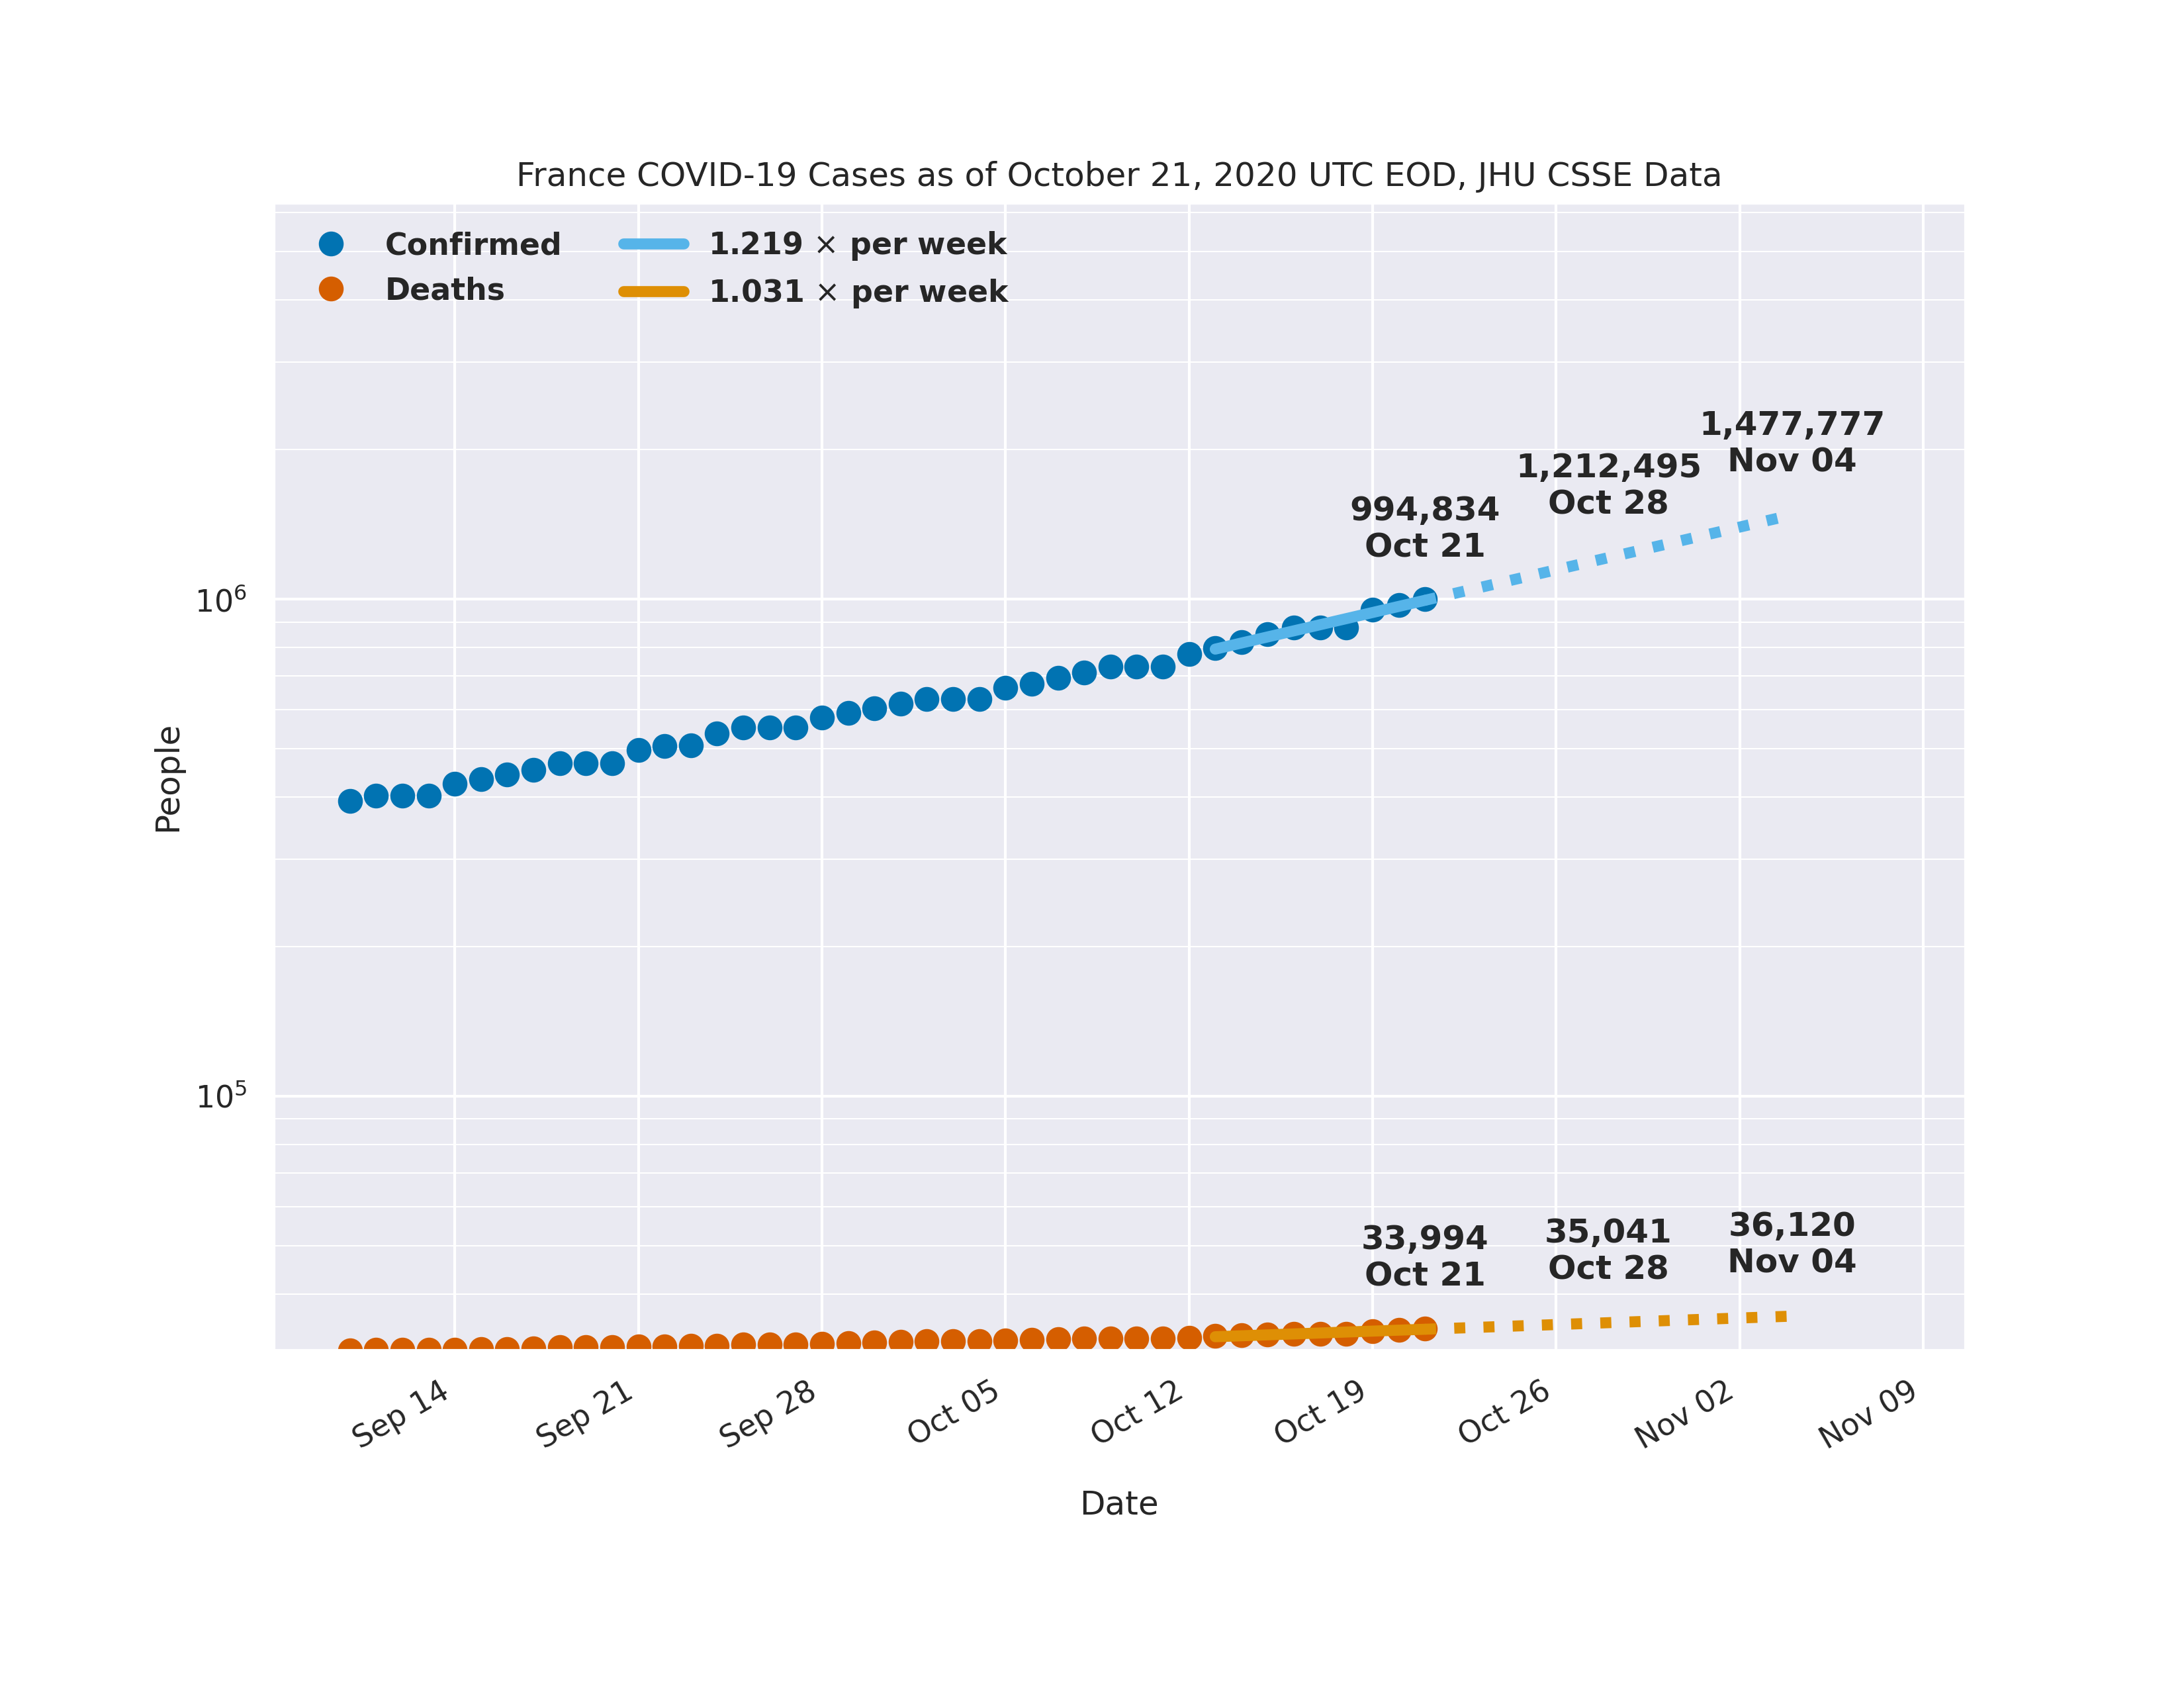 France COVID-19 Cases as of October 21, 2020 UTC EOD, JHU CSSE Data
Confirmed
Deaths
1.219 × per week
1.031 × per week
1,477,777
Nov 04
1,212,495
Oct 28
994,834
Oct 21
10⁶
People
10⁵
33,994
Oct 21
35,041
Oct 28
36,120
Nov 04
Sep 14
Sep 21
Sep 28
Oct 05
Oct 12
Oct 19
Oct 26
Nov 02
Nov 09
Date